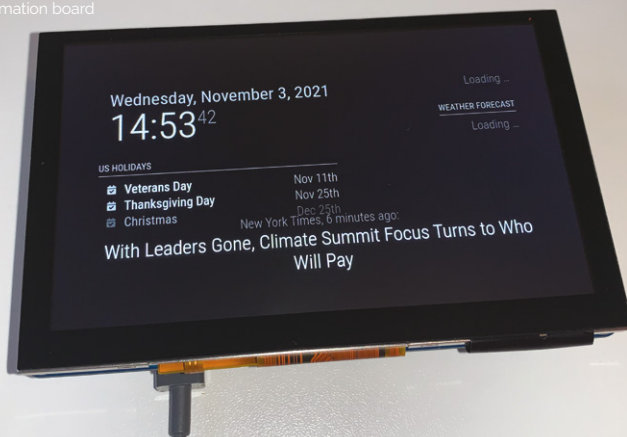 mation board
Wednesday, November 3, 2021
14:53 42
Loading ...
WEATHER FORECAST
Loading ...
US HOLIDAYS
Veterans Day Nov 11th
Thanksgiving Day Nov 25th
Christmas Dec 25th
New York Times, 6 minutes ago:
With Leaders Gone, Climate Summit Focus Turns to Who
Will Pay